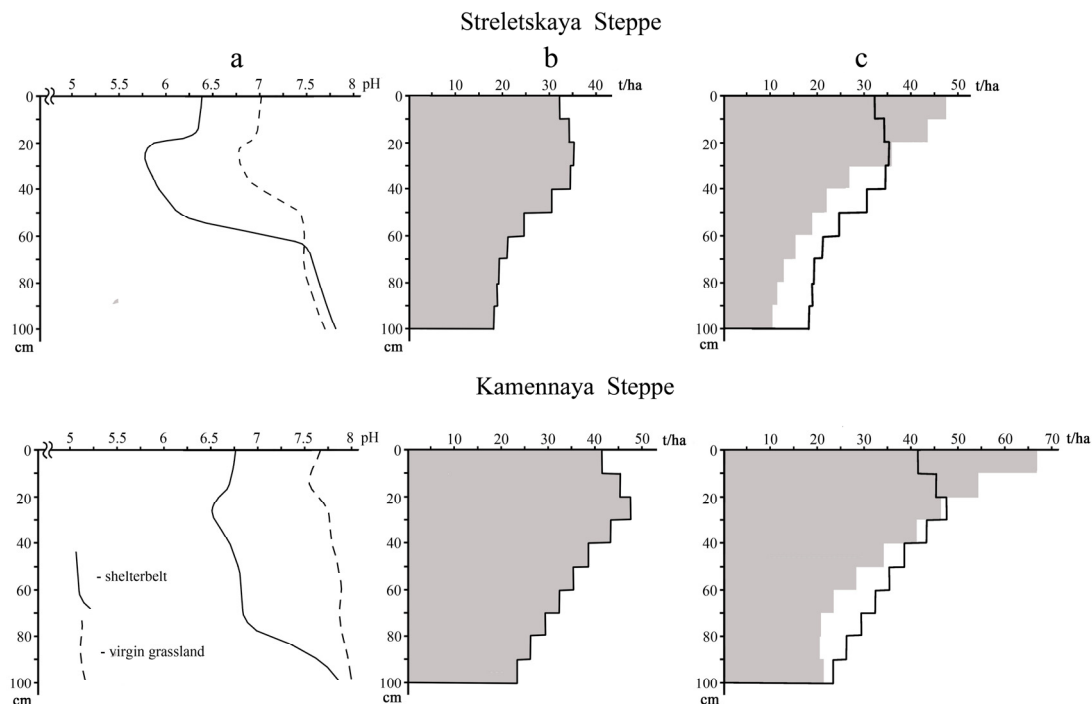 Streletskaya Steppe
a
b
c
5 5.5 6 6.5 7 7.5 8 pH
0
20
40
60
80
100
cm
10 20 30 40 t/ha
0
20
40
60
80
100
cm
10 20 30 40 50 t/ha
0
20
40
60
80
100
cm
Kamennaya Steppe
5 5.5 6 6.5 7 7.5 8 pH
0
20
40
60
80
100
cm
- shelterbelt
- virgin grassland
10 20 30 40 50 t/ha
0
20
40
60
80
100
cm
10 20 30 40 50 60 70 t/ha
0
20
40
60
80
100
cm